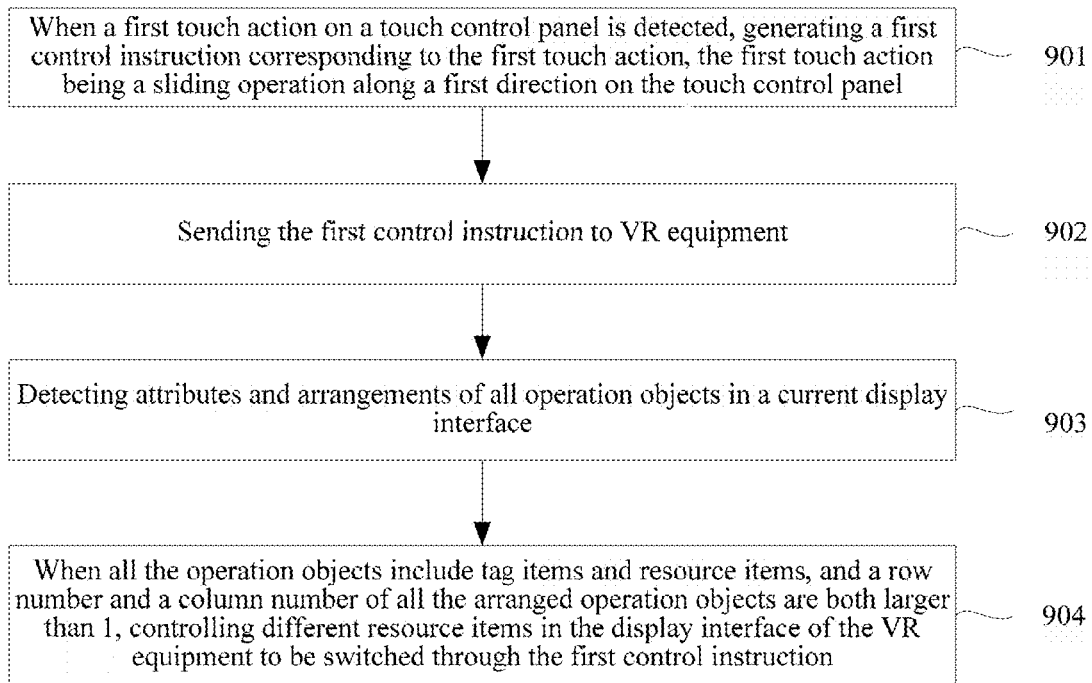 When a first touch action on a touch control panel is detected, generating a first
control instruction corresponding to the first touch action, the first touch action
being a sliding operation along a first direction on the touch control panel
901
Sending the first control instruction to VR equipment
902
Detecting attributes and arrangements of all operation objects in a current display
interface
903
When all the operation objects include tag items and resource items, and a row
number and a column number of all the arranged operation objects are both larger
than 1, controlling different resource items in the display interface of the VR
equipment to be switched through the first control instruction
904